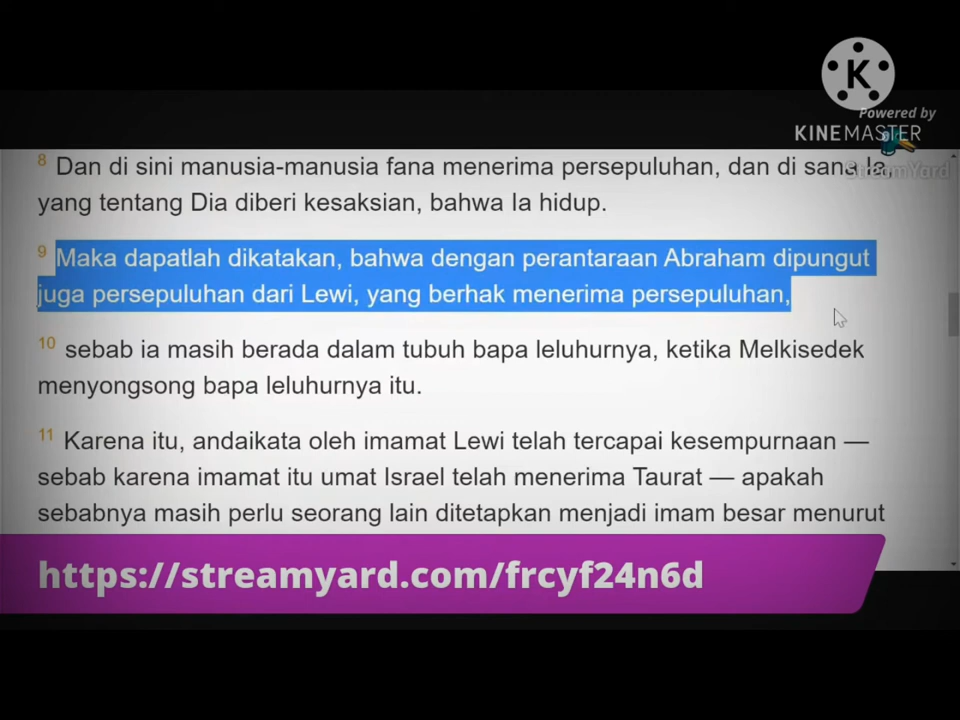 K
Powered by
KINEMASTER
StreamYard
8 Dan di sini manusia-manusia fana menerima persepuluhan, dan di sana Ia,
yang tentang Dia diberi kesaksian, bahwa Ia hidup.
9 Maka dapatlah dikatakan, bahwa dengan perantaraan Abraham dipungut
juga persepuluhan dari Lewi, yang berhak menerima persepuluhan,
10 sebab ia masih berada dalam tubuh bapa leluhurnya, ketika Melkisedek
menyongsong bapa leluhurnya itu.
11 Karena itu, andaikata oleh imamat Lewi telah tercapai kesempurnaan —
sebab karena imamat itu umat Israel telah menerima Taurat — apakah
sebabnya masih perlu seorang lain ditetapkan menjadi imam besar menurut
https://streamyard.com/frcyf24n6d